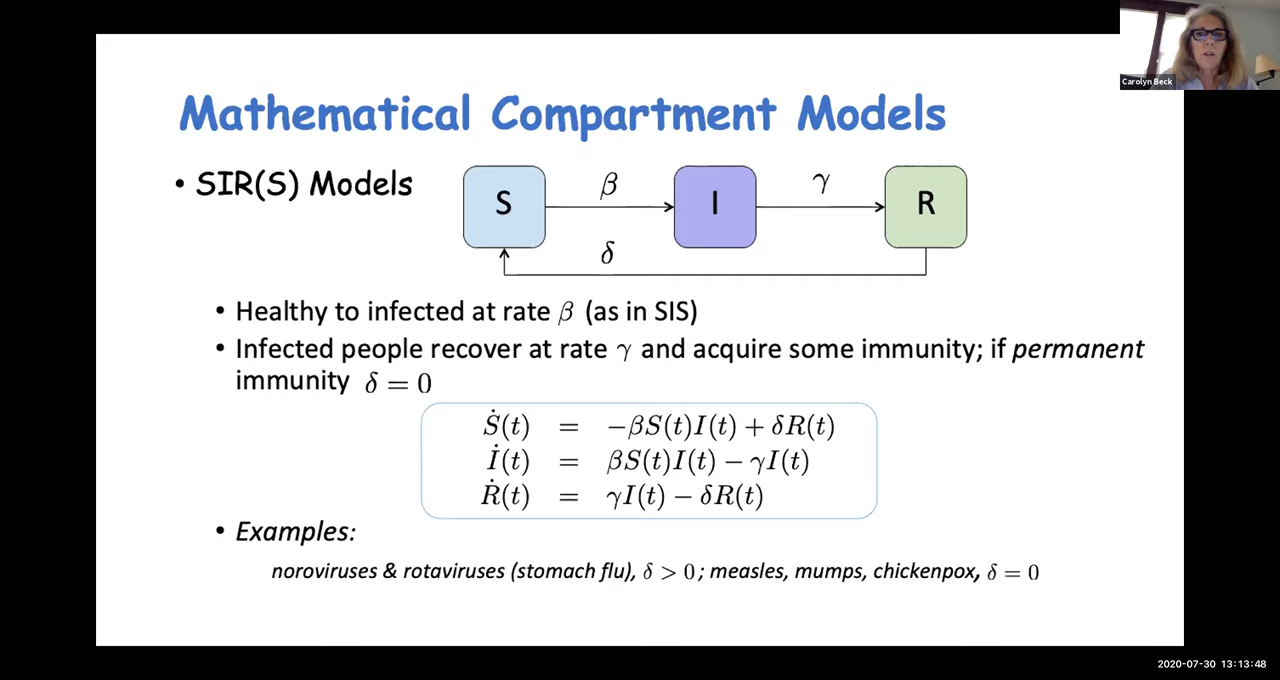 Carolyn Beck
Mathematical Compartment Models
• SIR(S) Models
S
β
I
γ
R
δ
• Healthy to infected at rate β (as in SIS)
• Infected people recover at rate γ and acquire some immunity; if permanent
immunity δ = 0
Ṡ(t) = −βS(t)I(t) + δR(t)
İ(t) = βS(t)I(t) − γI(t)
Ṙ(t) = γI(t) − δR(t)
• Examples:
noroviruses & rotaviruses (stomach flu), δ > 0; measles, mumps, chickenpox, δ = 0
2020-07-30 13:13:48